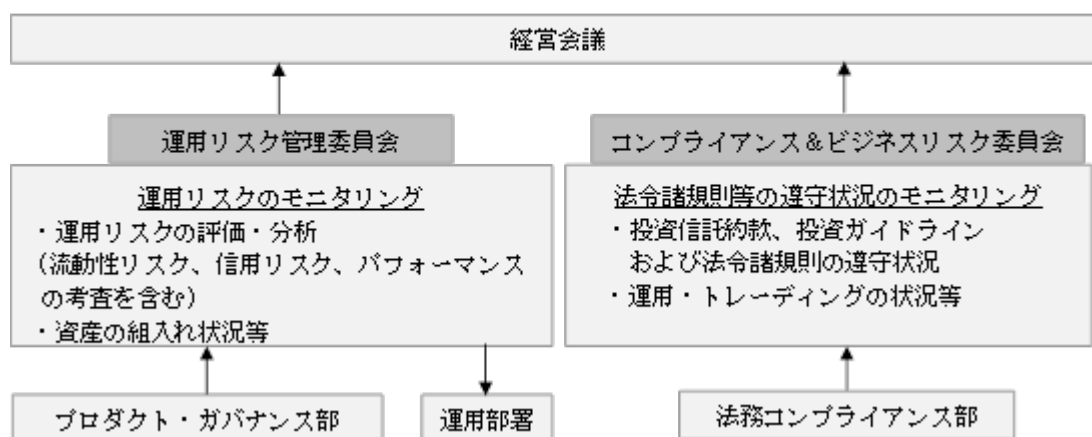 経営会議
運用リスク管理委員会
運用リスクのモニタリング
・運用リスクの評価・分析
(流動性リスク、信用リスク、パフォーマンス
の考査を含む)
・資産の組入れ状況等
コンプライアンス＆ビジネスリスク委員会
法令諸規則等の遵守状況のモニタリング
・投資信託約款、投資ガイドライン
および法令諸規則の遵守状況
・運用・トレーディングの状況等
プロダクト・ガバナンス部
運用部署
法務コンプライアンス部